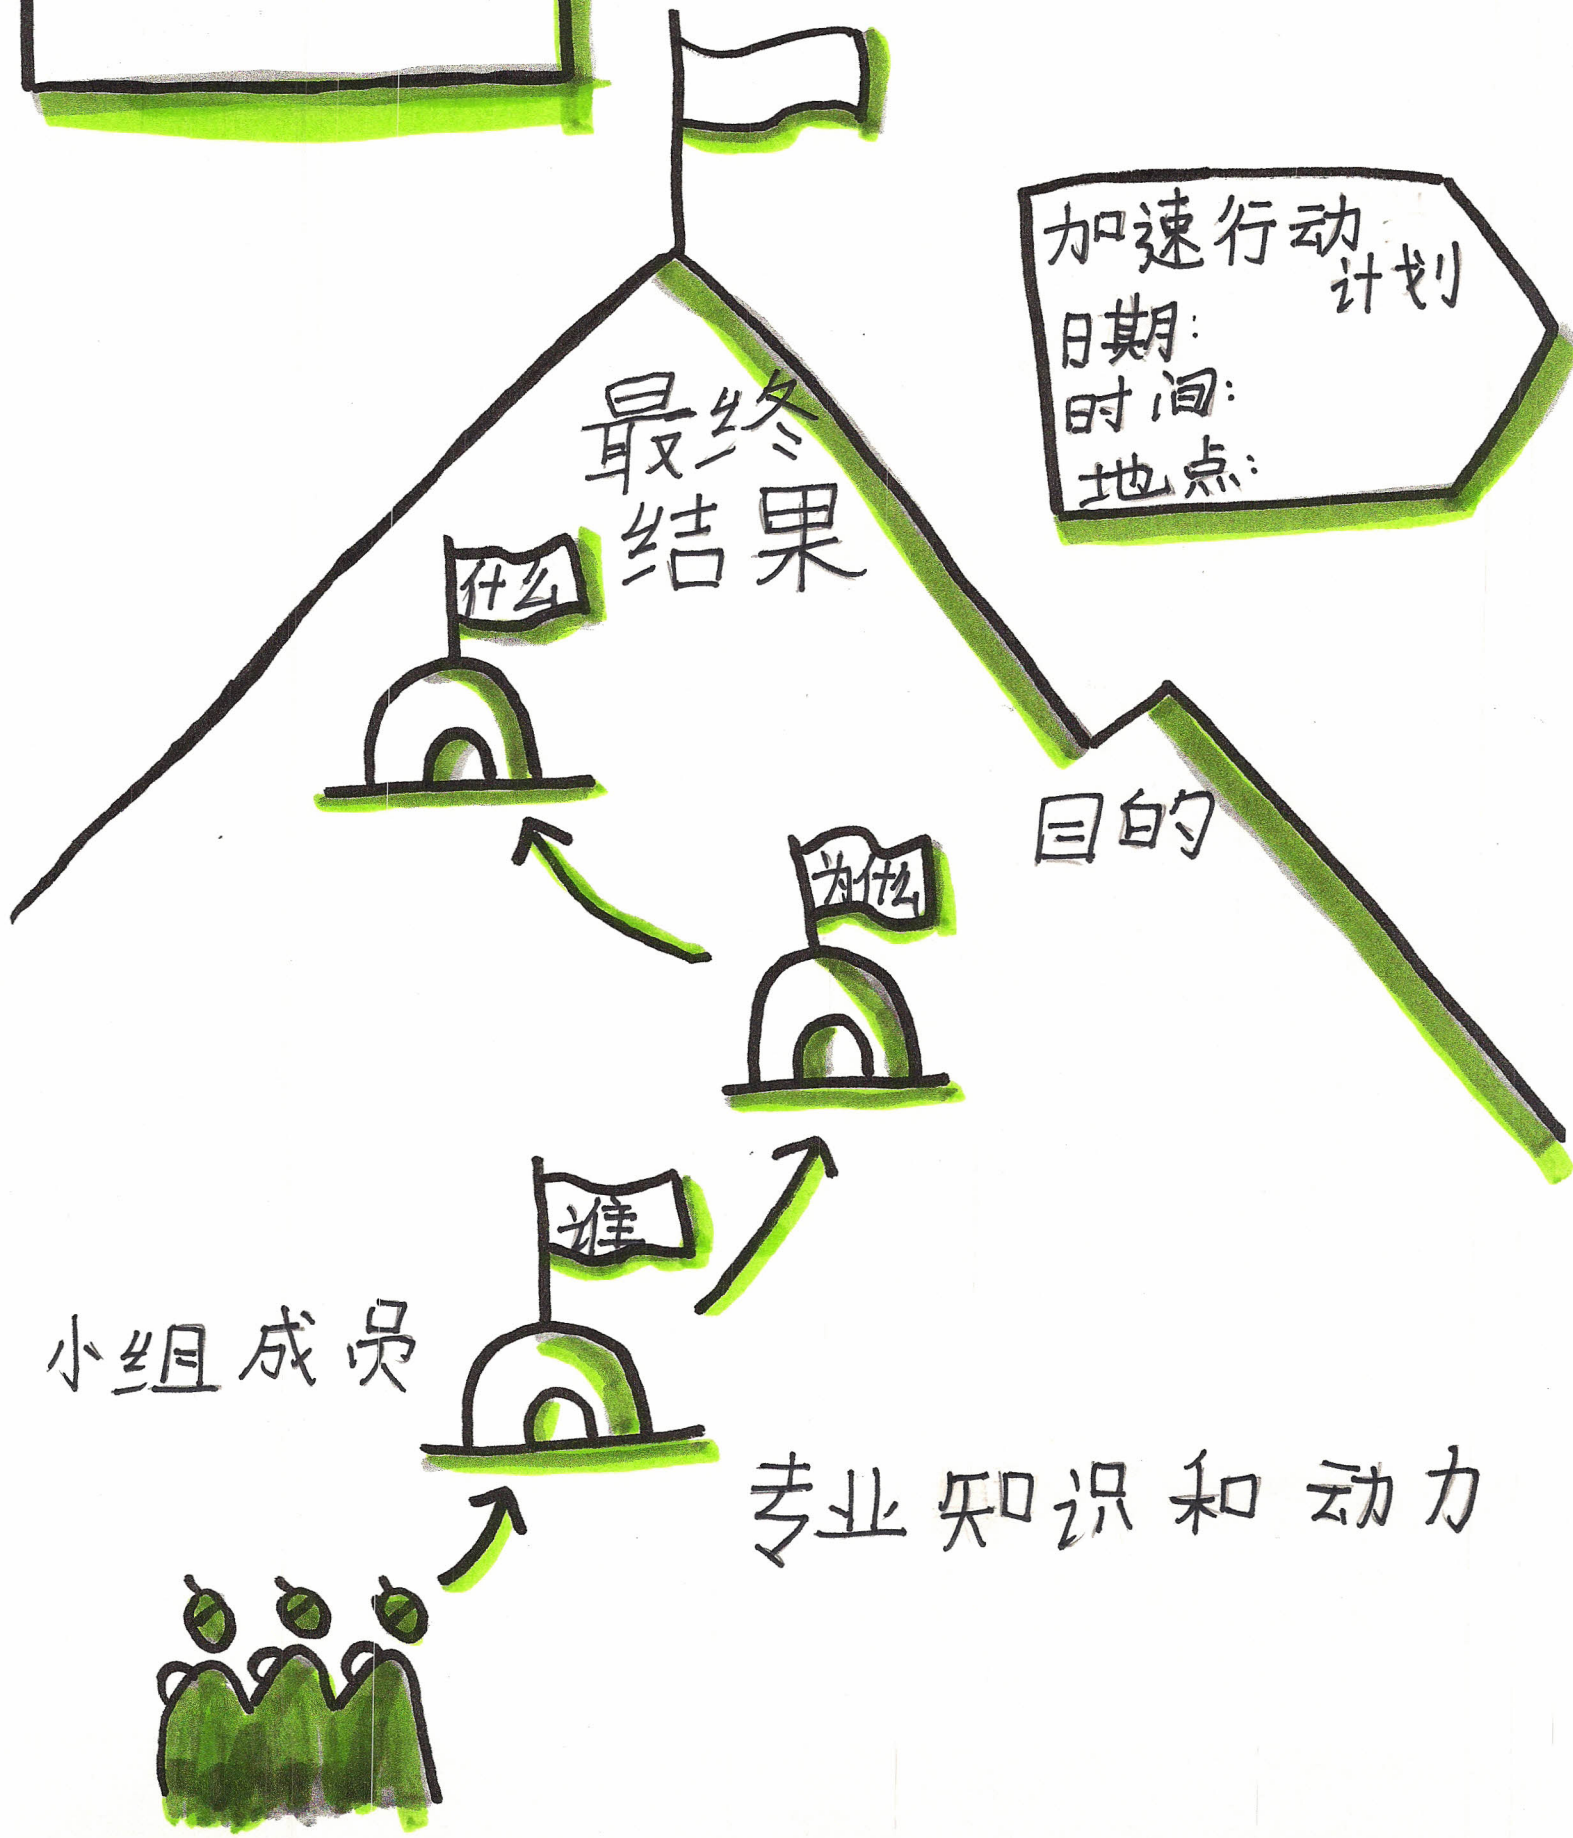 加速行动
计划
日期:
时间:
地点:
最终
结果
什么
目的
为什么
谁
小组成员
专业知识和动力